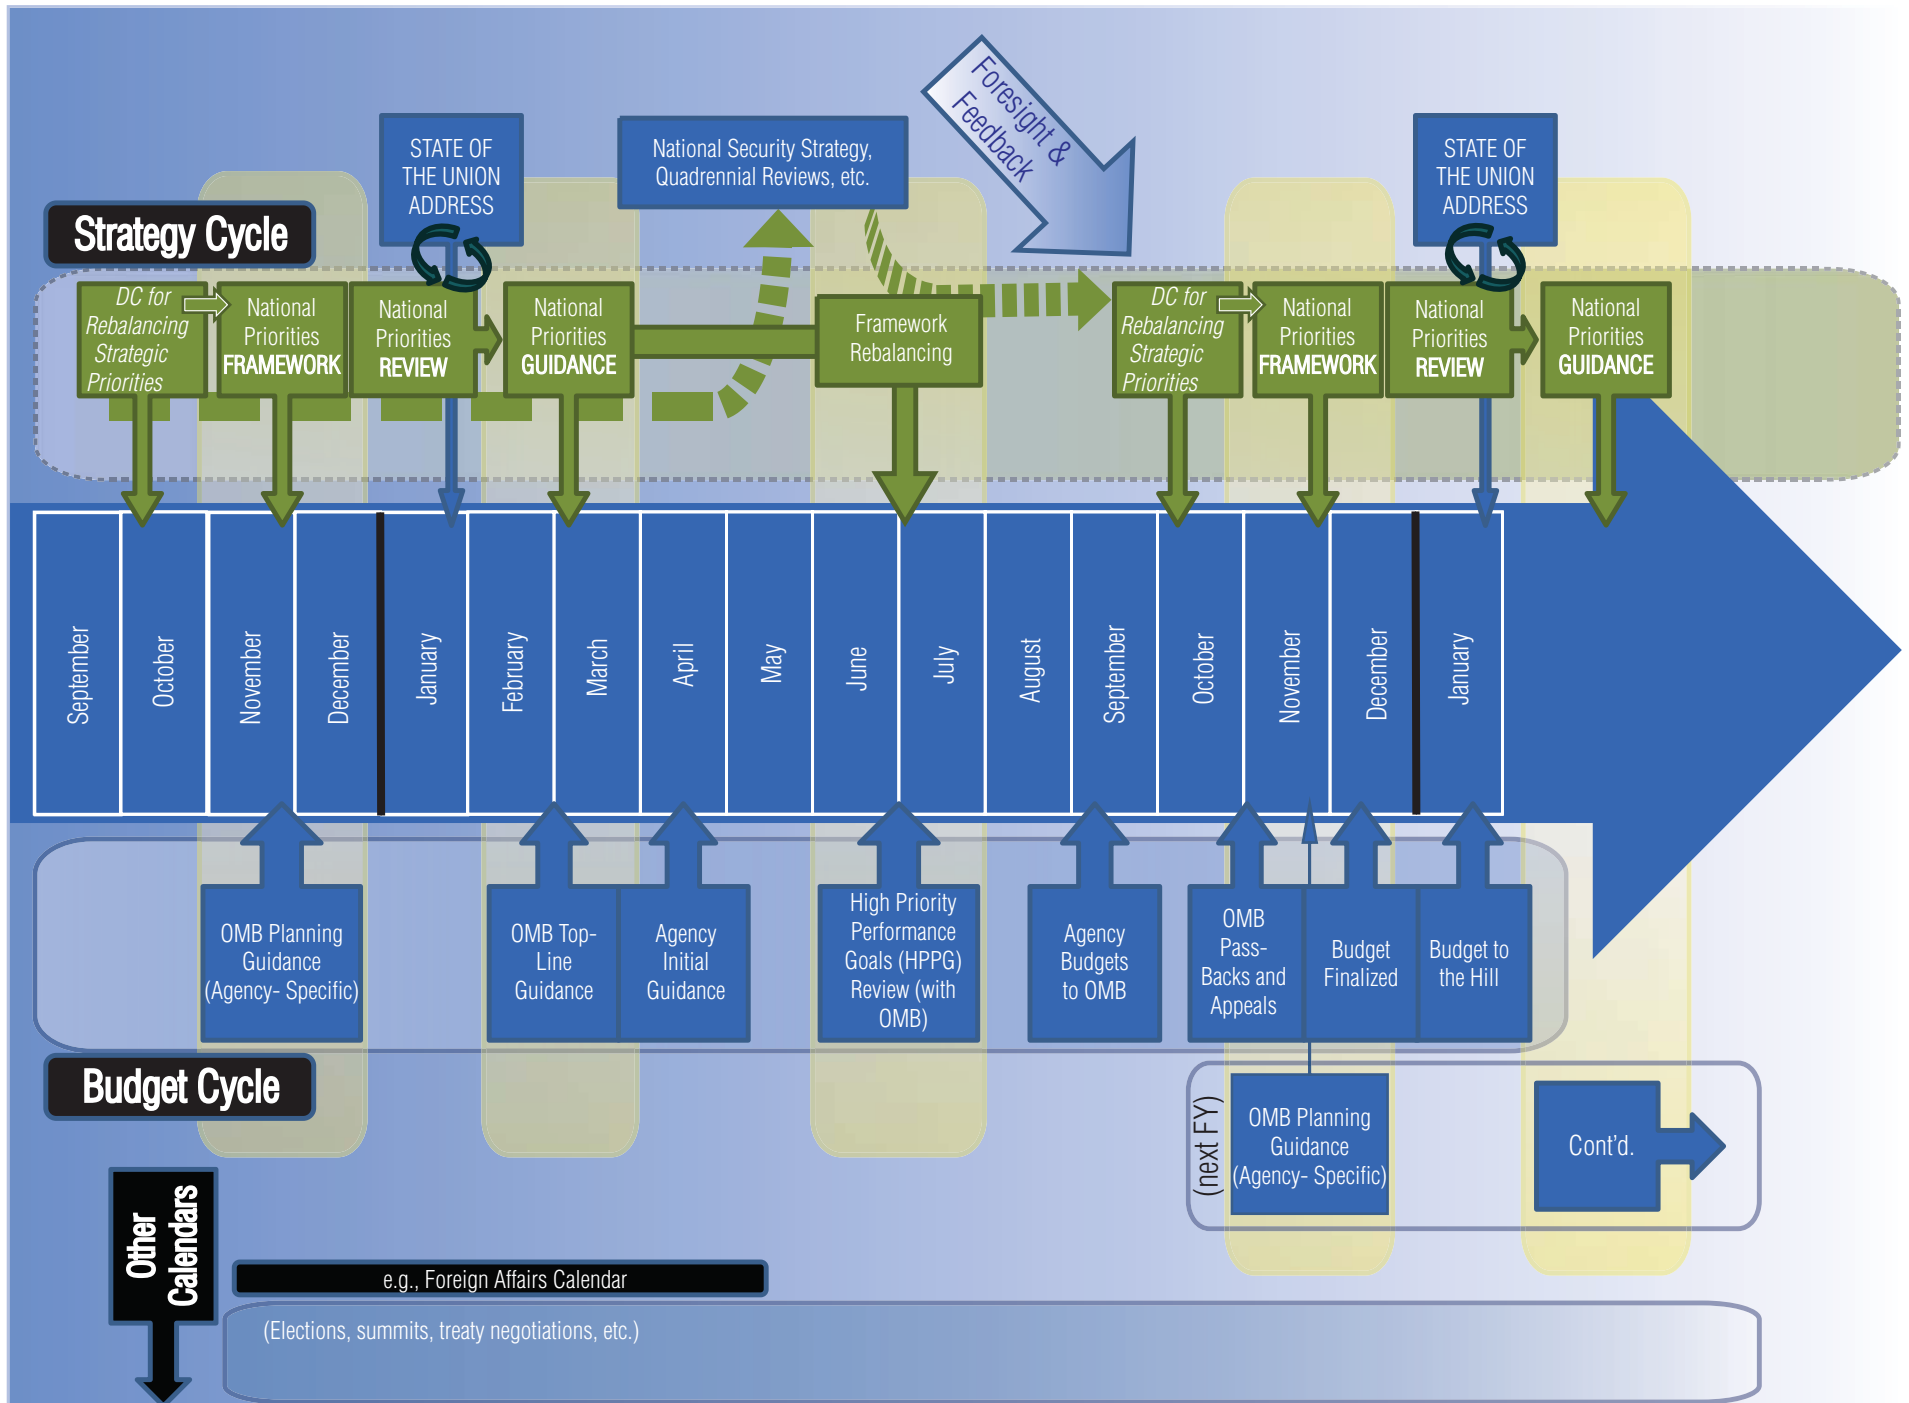 Foresight &
Feedback
STATE OF
THE UNION
ADDRESS
National Security Strategy,
Quadrennial Reviews, etc.
STATE OF
THE UNION
ADDRESS
Strategy Cycle
DC for
Rebalancing
Strategic
Priorities
National
Priorities
FRAMEWORK
National
Priorities
REVIEW
National
Priorities
GUIDANCE
Framework
Rebalancing
DC for
Rebalancing
Strategic
Priorities
National
Priorities
FRAMEWORK
National
Priorities
REVIEW
National
Priorities
GUIDANCE
September
October
November
December
January
February
March
April
May
June
July
August
September
October
November
December
January
OMB Planning
Guidance
(Agency- Specific)
OMB Top-
Line
Guidance
Agency
Initial
Guidance
High Priority
Performance
Goals (HPPG)
Review (with
OMB)
Agency
Budgets
to OMB
OMB
Pass-
Backs and
Appeals
Budget
Finalized
Budget to
the Hill
Budget Cycle
(next FY)
OMB Planning
Guidance
(Agency- Specific)
Cont'd.
Other
Calendars
e.g., Foreign Affairs Calendar
(Elections, summits, treaty negotiations, etc.)